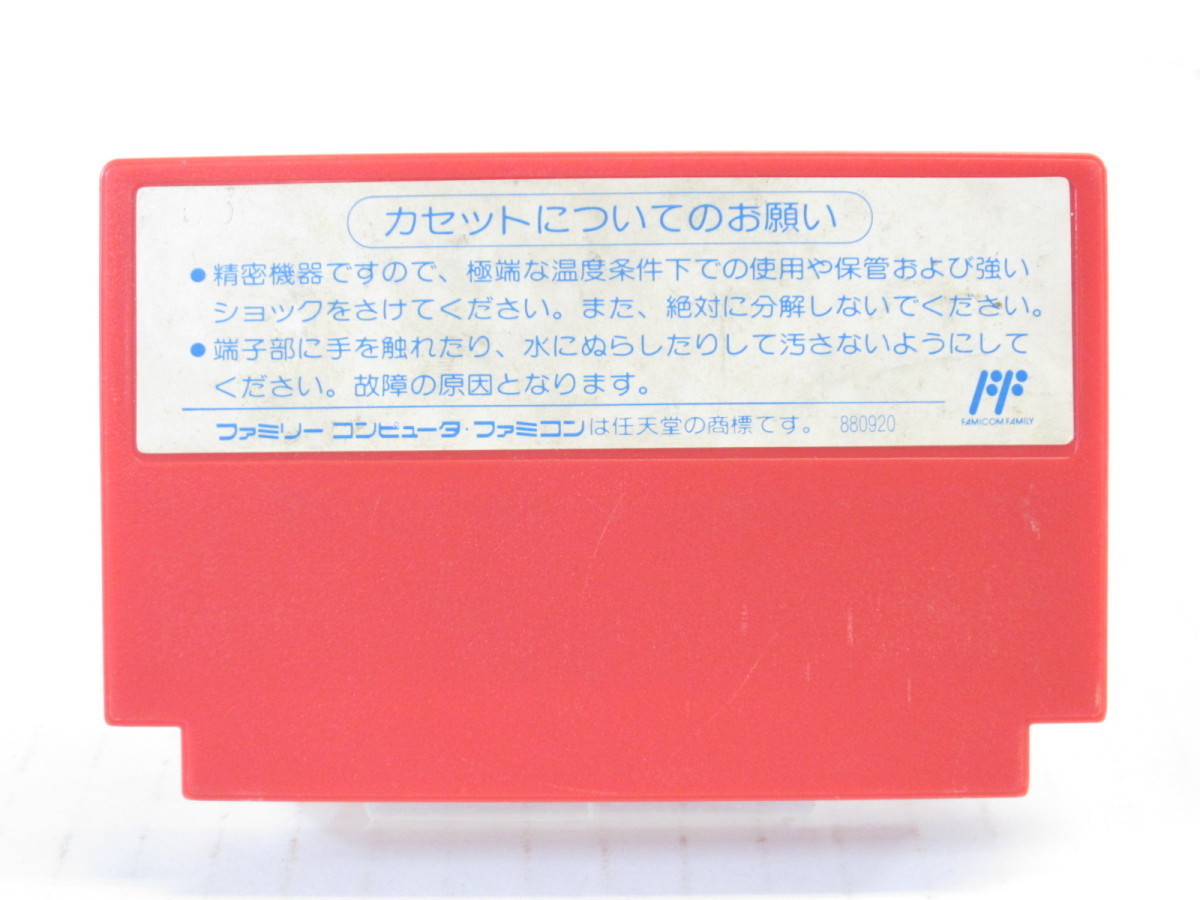 カセットについてのお願い
●精密機器ですので、極端な温度条件下での使用や保管および強い
ショックをさけてください。また、絶対に分解しないでください。
●端子部に手を触れたり、水にぬらしたりして汚さないようにして
ください。故障の原因となります。
FF
FAMICOM FAMILY
ファミリーコンピュータ・ファミコンは任天堂の商標です。 880920